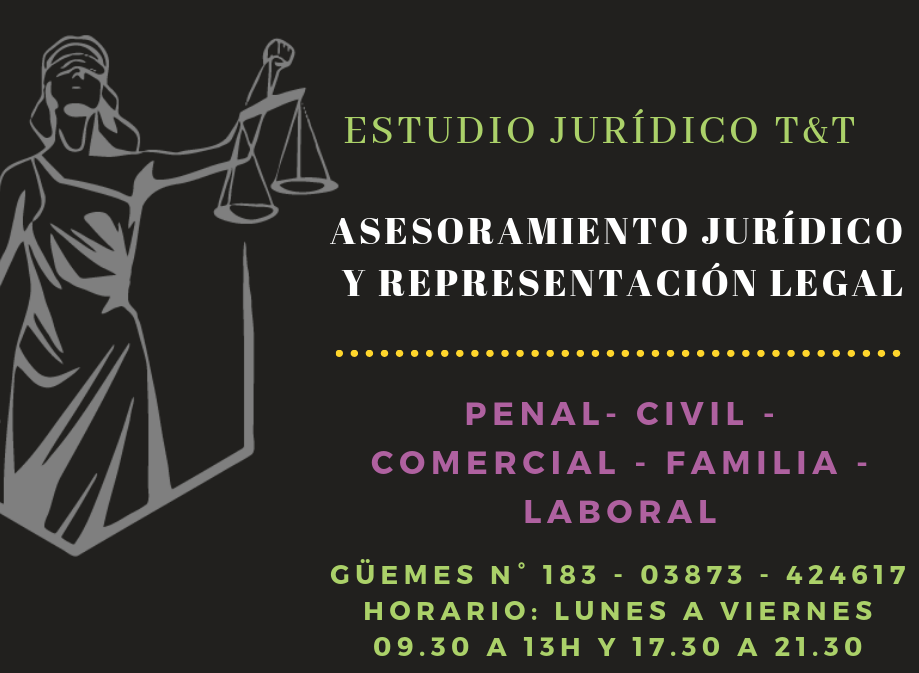 ESTUDIO JURÍDICO T&T
ASESORAMIENTO JURÍDICO
Y REPRESENTACIÓN LEGAL
PENAL- CIVIL -
COMERCIAL - FAMILIA -
LABORAL
GÜEMES N° 183 - 03873 - 424617
HORARIO: LUNES A VIERNES
09.30 A 13H Y 17.30 A 21.30